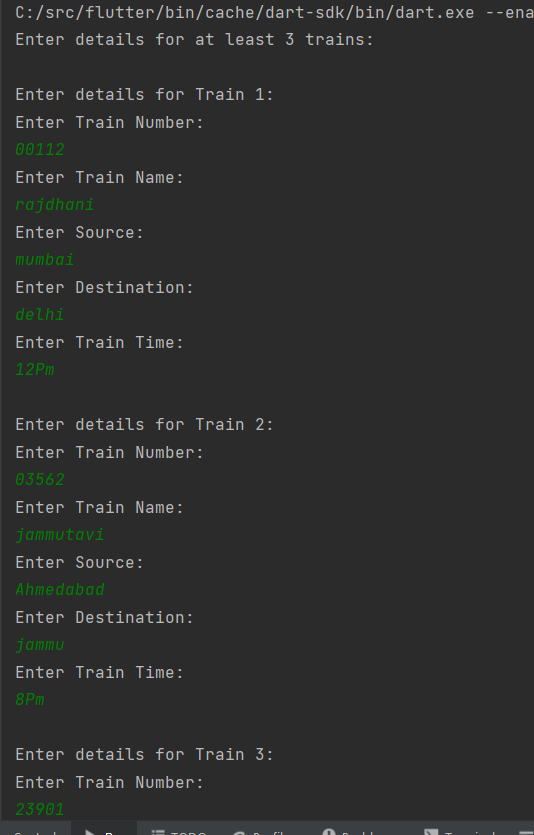 C:/src/flutter/bin/cache/dart-sdk/bin/dart.exe --ena
Enter details for at least 3 trains:
Enter details for Train 1:
Enter Train Number:
00112
Enter Train Name:
rajdhani
Enter Source:
mumbai
Enter Destination:
delhi
Enter Train Time:
12Pm
Enter details for Train 2:
Enter Train Number:
03562
Enter Train Name:
jammutavi
Enter Source:
Ahmedabad
Enter Destination:
jammu
Enter Train Time:
8Pm
Enter details for Train 3:
Enter Train Number:
23901